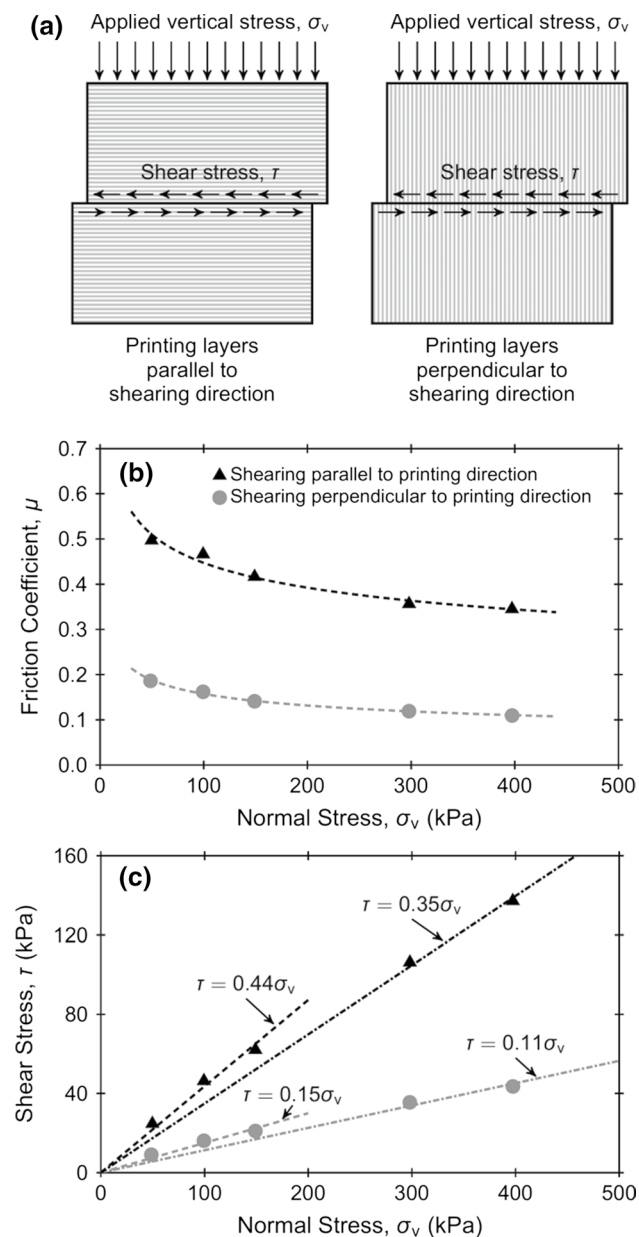 (a)
Applied vertical stress, σv
Shear stress, τ
Printing layers
parallel to
shearing direction
Applied vertical stress, σv
Shear stress, τ
Printing layers
perpendicular to
shearing direction
(b)
Shearing parallel to printing direction
Shearing perpendicular to printing direction
Friction Coefficient, μ
0.7
0.6
0.5
0.4
0.3
0.2
0.1
0.0
0 100 200 300 400 500
Normal Stress, σv (kPa)
(c)
Shear Stress, τ (kPa)
160
120
80
40
0
τ = 0.35σv
τ = 0.44σv
τ = 0.11σv
τ = 0.15σv
0 100 200 300 400 500
Normal Stress, σv (kPa)